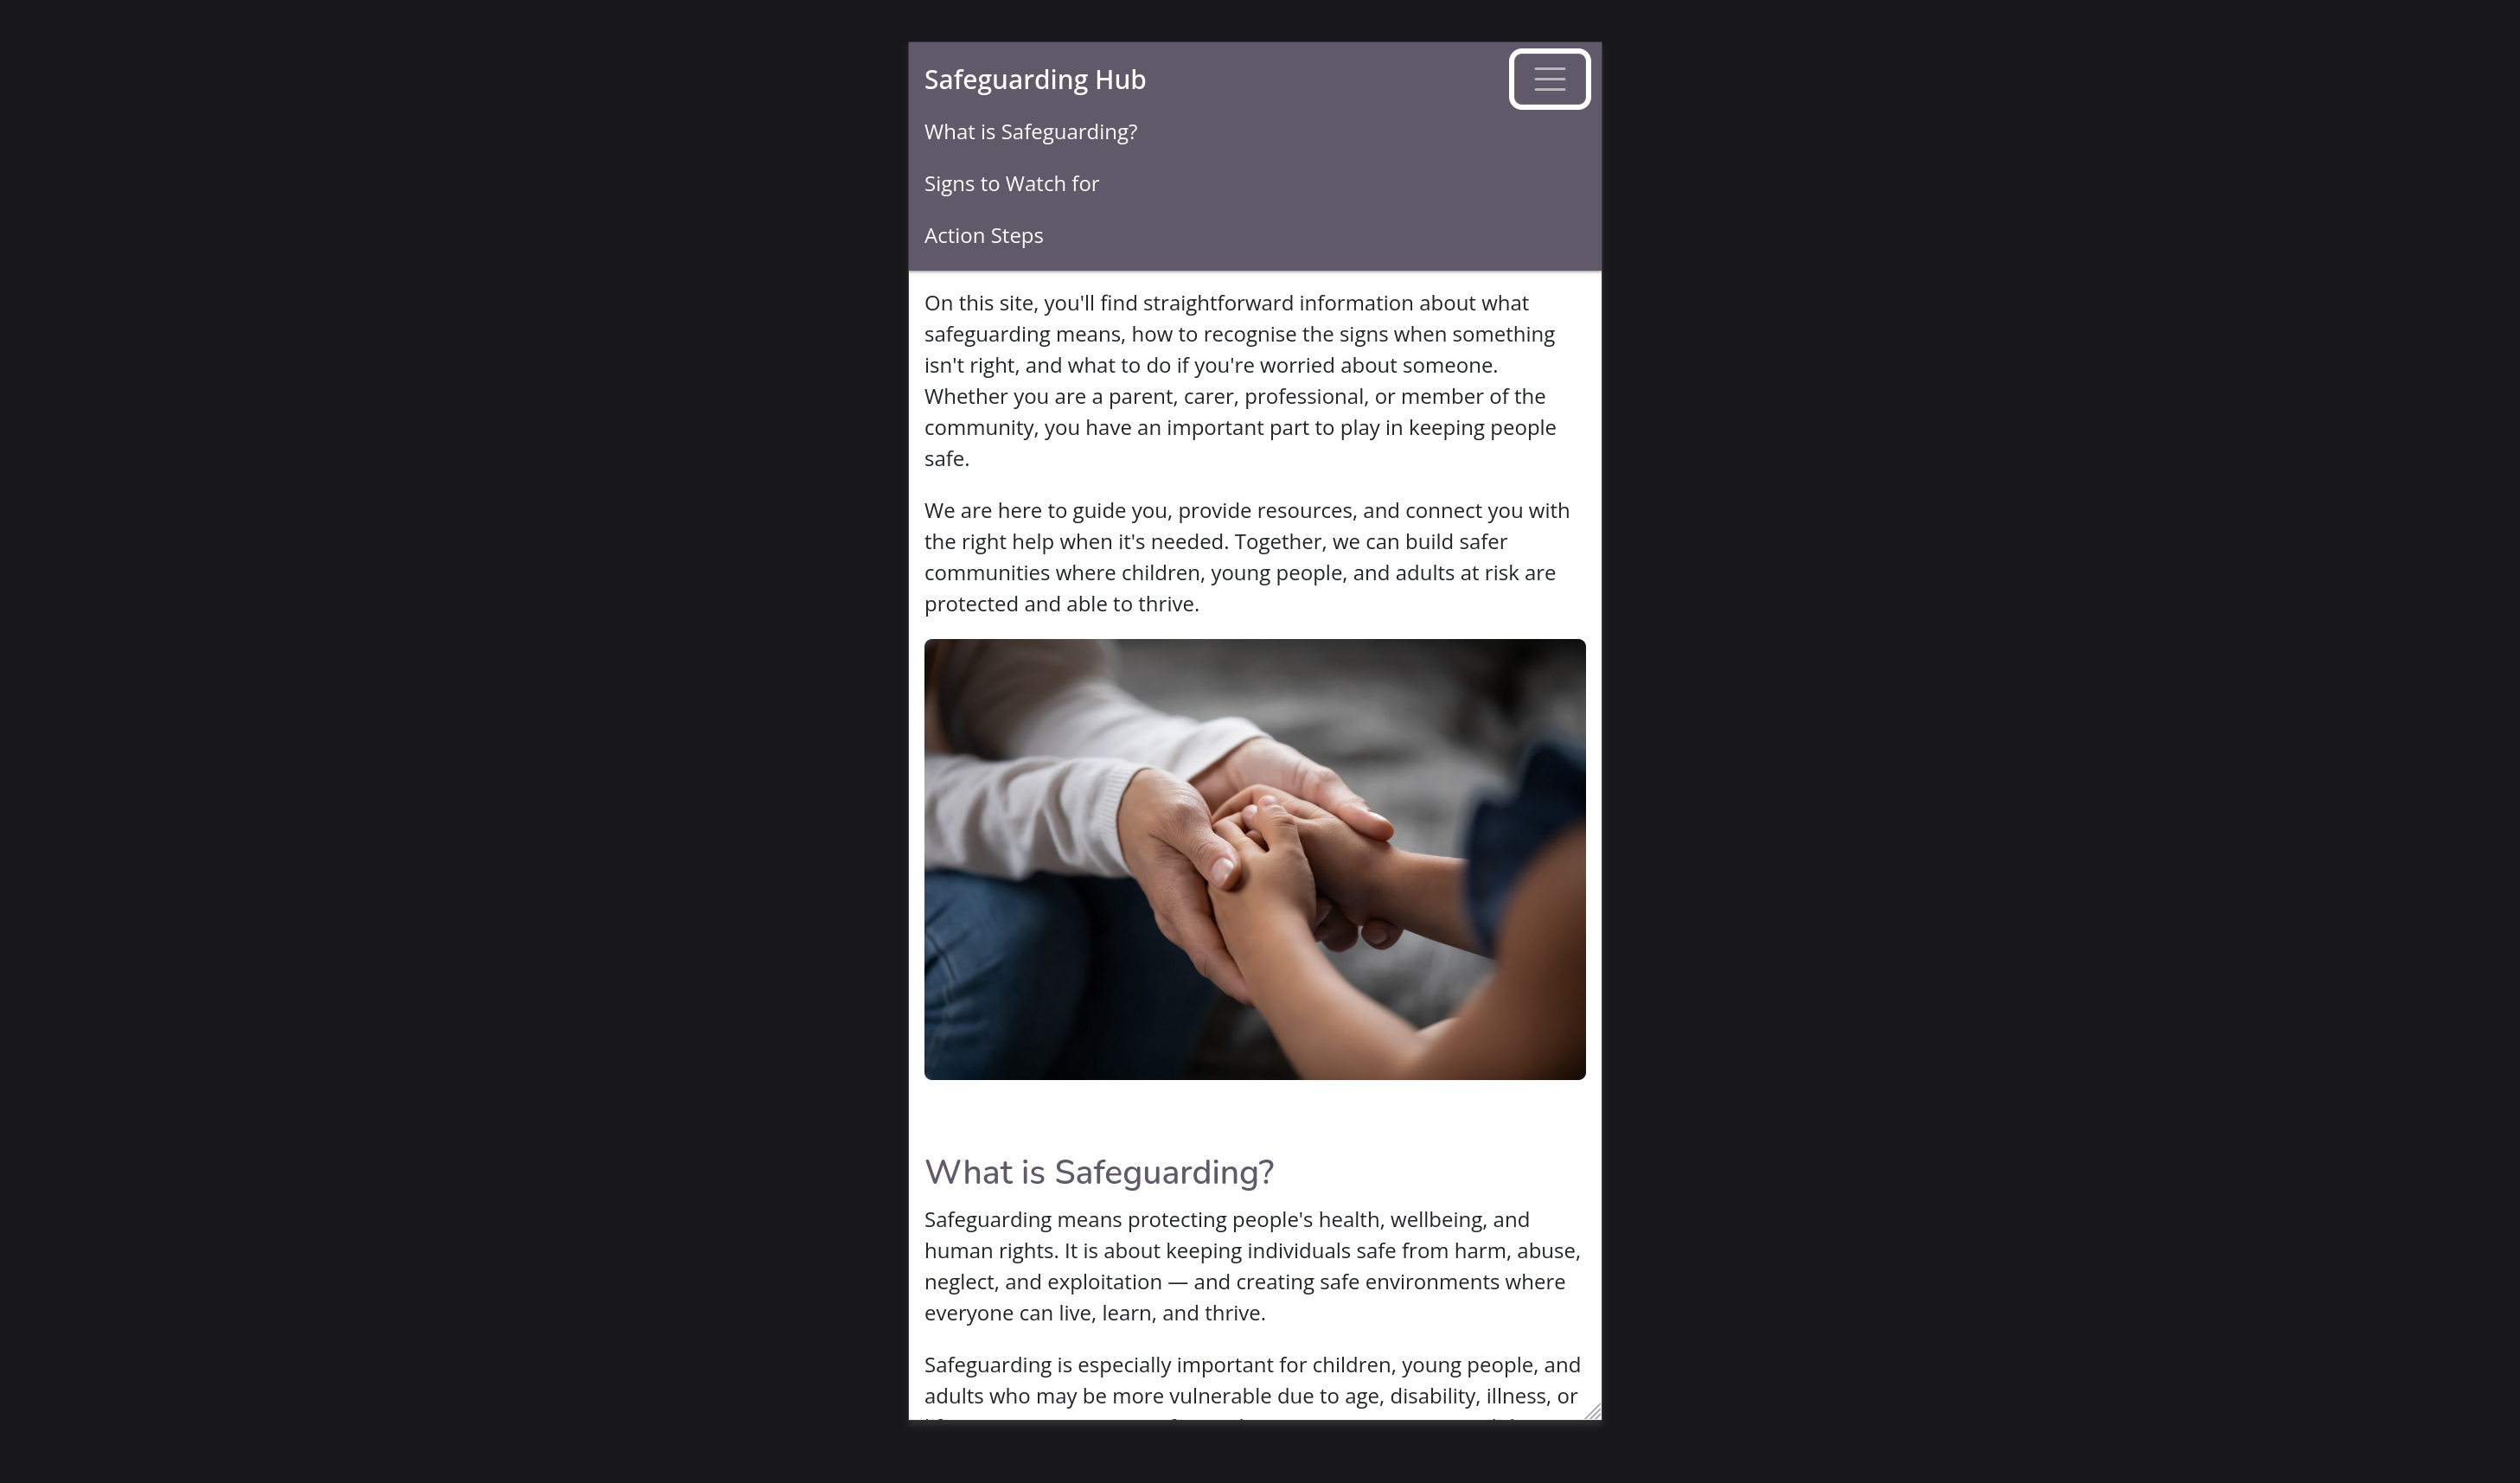 Safeguarding Hub
What is Safeguarding?
Signs to Watch for
Action Steps
On this site, you'll find straightforward information about what
safeguarding means, how to recognise the signs when something
isn't right, and what to do if you're worried about someone.
Whether you are a parent, carer, professional, or member of the
community, you have an important part to play in keeping people
safe.
We are here to guide you, provide resources, and connect you with
the right help when it's needed. Together, we can build safer
communities where children, young people, and adults at risk are
protected and able to thrive.
What is Safeguarding?
Safeguarding means protecting people's health, wellbeing, and
human rights. It is about keeping individuals safe from harm, abuse,
neglect, and exploitation — and creating safe environments where
everyone can live, learn, and thrive.
Safeguarding is especially important for children, young people, and
adults who may be more vulnerable due to age, disability, illness, or